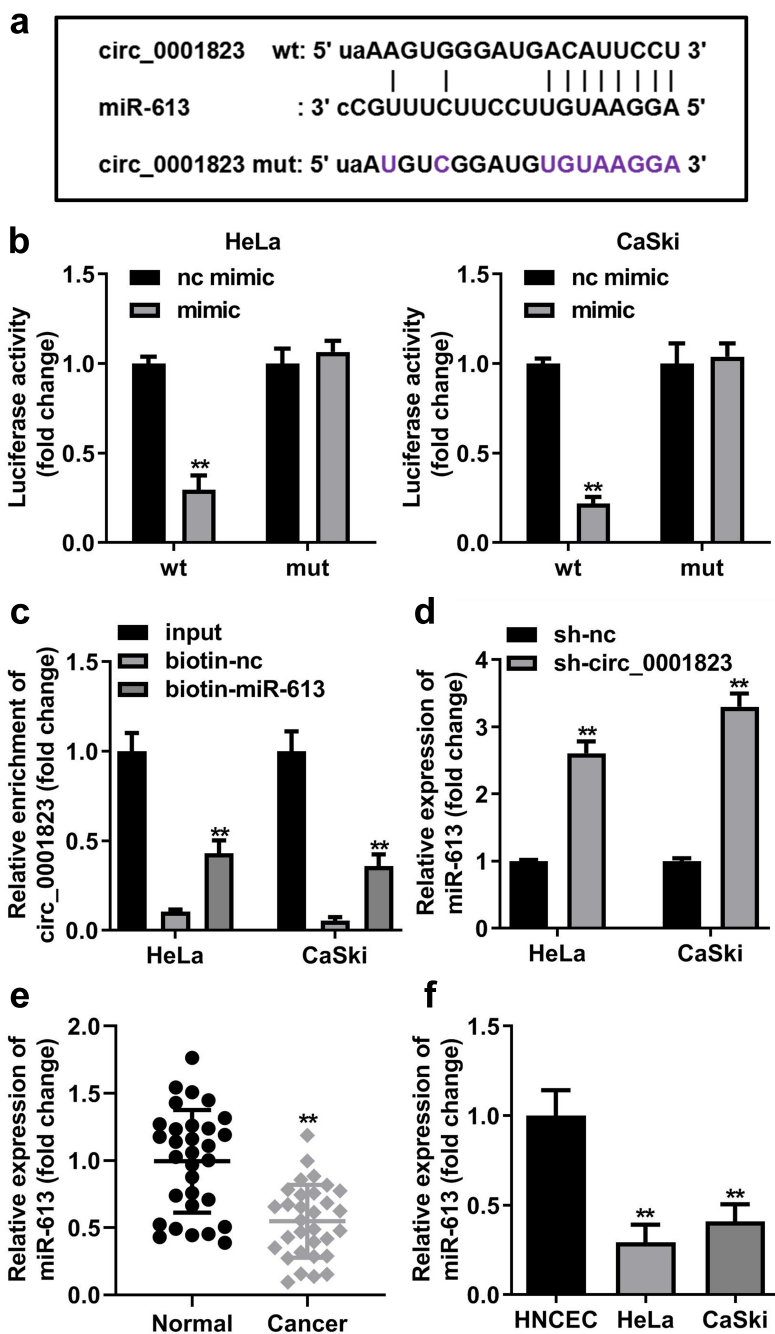 a
circ_0001823 wt: 5' uaAAGUGGGAUGACAUUCCU 3'
miR-613 : 3' cCGUUUCUUCCUUGUAAGGA 5'
circ_0001823 mut: 5' uaAUGUCGGAUGUGUAAGGA 3'
b
HeLa
Luciferase activity
(fold change)
1.5
1.0
0.5
0.0
nc mimic
mimic
**
wt mut
CaSki
Luciferase activity
(fold change)
1.5
1.0
0.5
0.0
nc mimic
mimic
**
wt mut
c
input
biotin-nc
biotin-miR-613
Relative enrichment of
circ_0001823 (fold change)
1.5
1.0
0.5
0.0
**
**
HeLa CaSki
d
sh-nc
sh-circ_0001823
Relative expression of
miR-613 (fold change)
4
3
2
1
0
**
**
HeLa CaSki
e
Relative expression of
miR-613 (fold change)
2.0
1.5
1.0
0.5
0.0
**
Normal Cancer
f
Relative expression of
miR-613 (fold change)
1.5
1.0
0.5
0.0
**
**
HNCEC HeLa CaSki